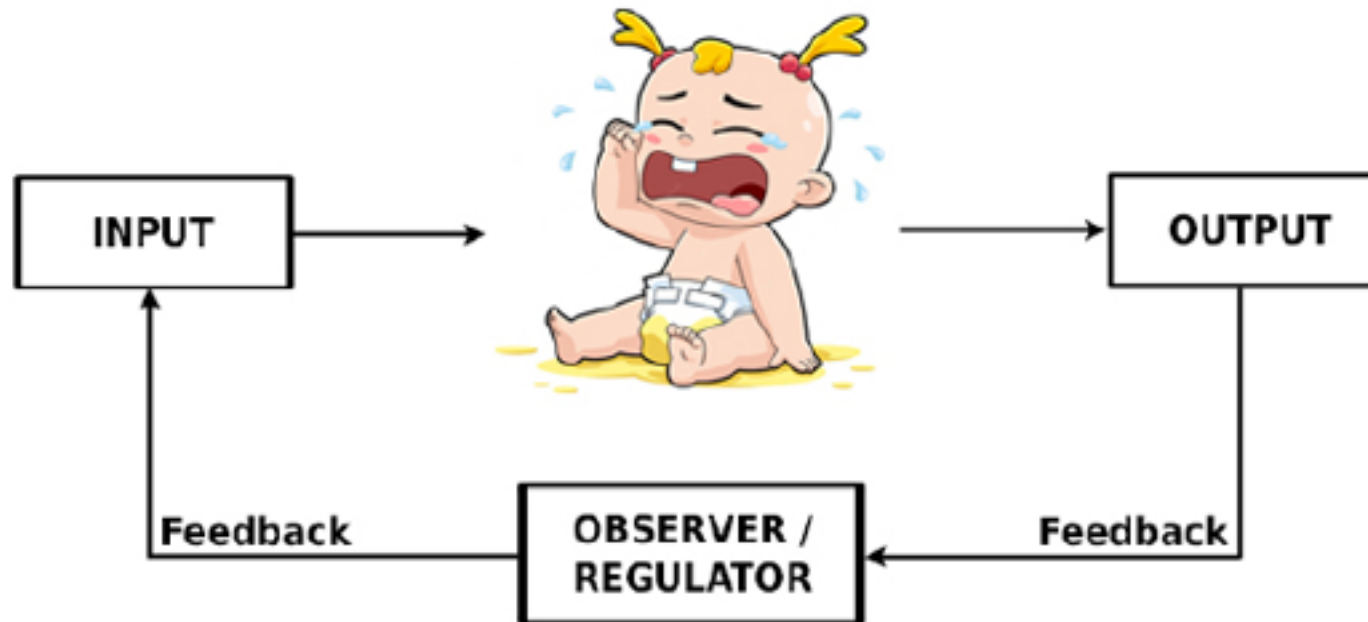 INPUT
OUTPUT
Feedback
OBSERVER /
REGULATOR
Feedback